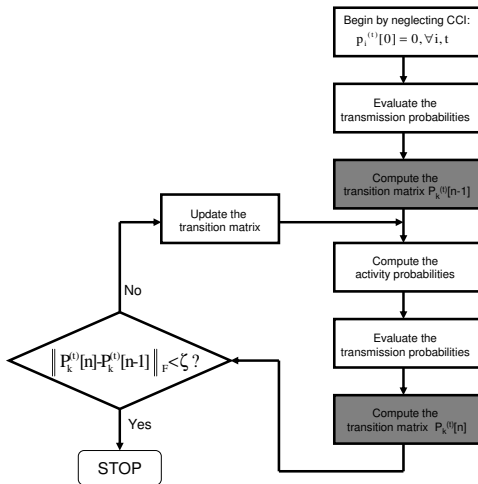 Begin by neglecting CCI:
p_i^(t)[0] = 0, ∀i, t
Evaluate the
transmission probabilities
Compute the
transition matrix P_k^(t)[n-1]
Update the
transition matrix
Compute the
activity probabilities
No
Evaluate the
transmission probabilities
‖ P_k^(t)[n]-P_k^(t)[n-1] ‖_F < ζ ?
Compute the
transition matrix P_k^(t)[n]
Yes
STOP